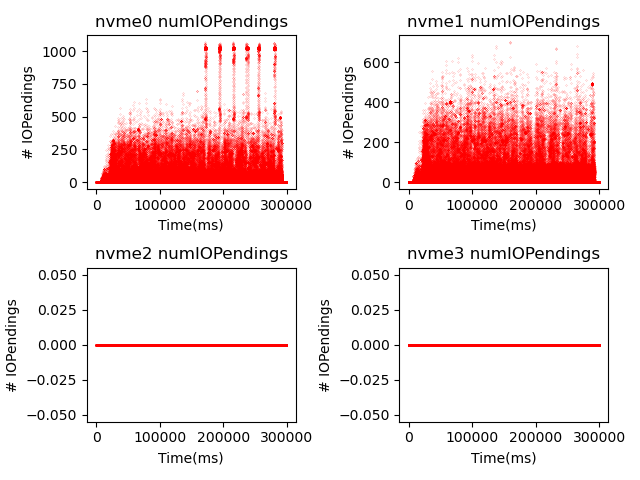 nvme0 numIOPendings
1000
750
500
250
0
# IOPendings
0 100000 200000 300000
Time(ms)
nvme1 numIOPendings
600
400
200
0
# IOPendings
0 100000 200000 300000
Time(ms)
nvme2 numIOPendings
0.050
0.025
0.000
−0.025
−0.050
# IOPendings
0 100000 200000 300000
Time(ms)
nvme3 numIOPendings
0.050
0.025
0.000
−0.025
−0.050
# IOPendings
0 100000 200000 300000
Time(ms)